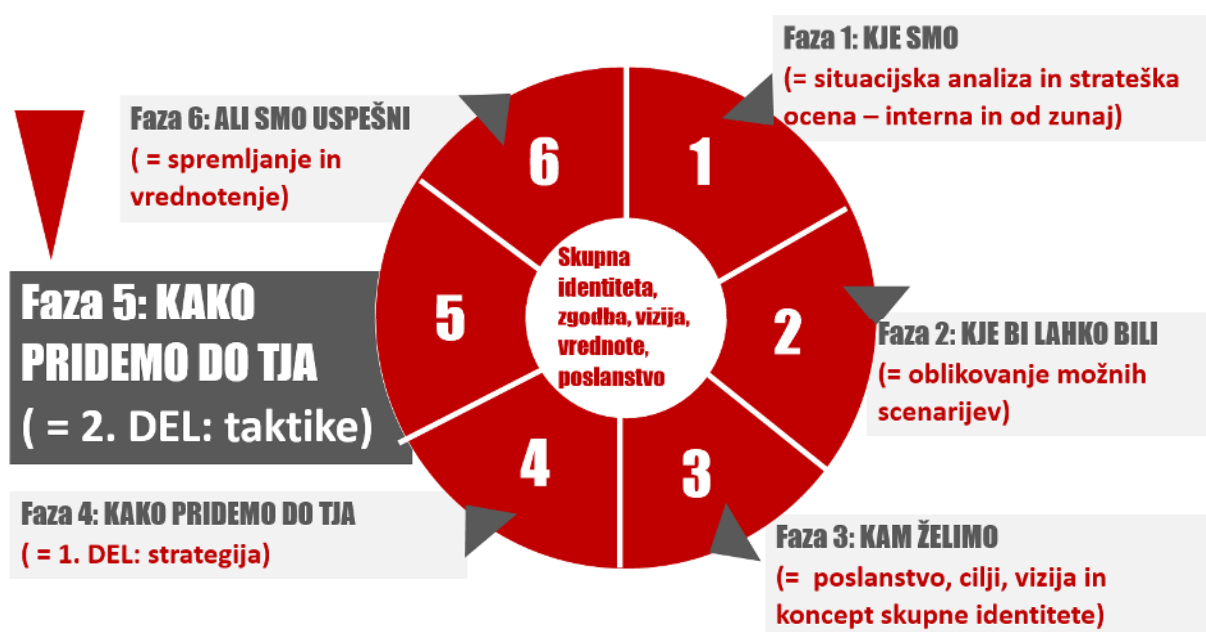 Faza 1: KJE SMO
(= situacijska analiza in strateška
ocena – interna in od zunaj)
Faza 6: ALI SMO USPEŠNI
( = spremljanje in
vrednotenje)
6
1
Skupna
identiteta,
zgodba, vizija,
vrednote,
poslanstvo
5
2
Faza 5: KAKO
PRIDEMO DO TJA
( = 2. DEL: taktike)
Faza 2: KJE BI LAHKO BILI
(= oblikovanje možnih
scenarijev)
4
3
Faza 4: KAKO PRIDEMO DO TJA
( = 1. DEL: strategija)
Faza 3: KAM ŽELIMO
(= poslanstvo, cilji, vizija in
koncept skupne identitete)